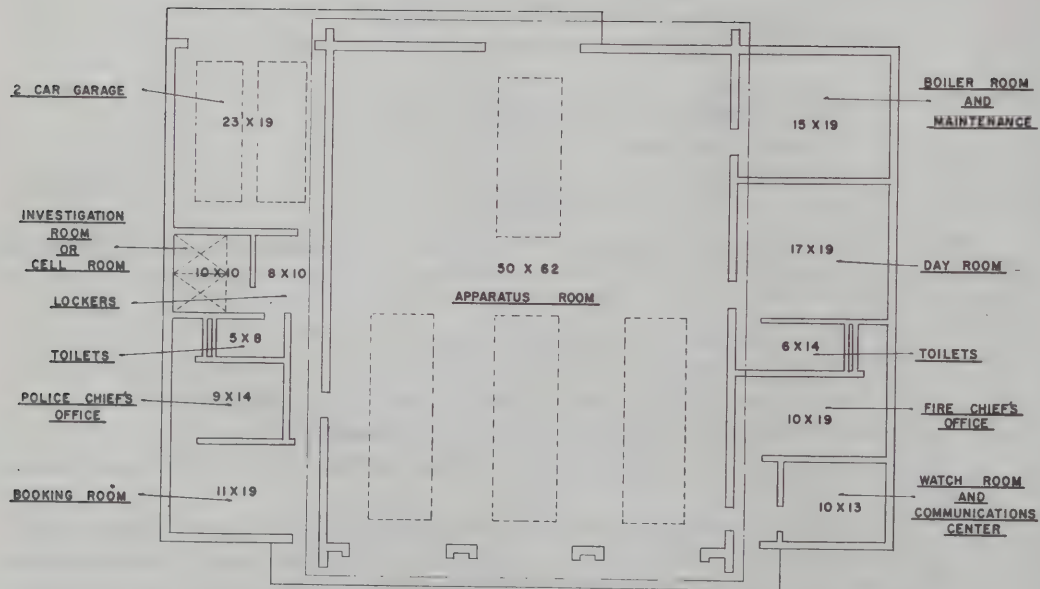 2 CAR GARAGE
23 X 19
INVESTIGATION
ROOM
OR
CELL ROOM
10 X 10
8 X 10
LOCKERS
TOILETS
5 X 8
POLICE CHIEF'S
OFFICE
9 X 14
BOOKING ROOM
11 X 19
50 X 62
APPARATUS ROOM
BOILER ROOM
AND
MAINTENANCE
15 X 19
17 X 19
DAY ROOM
6 X 14
TOILETS
10 X 19
FIRE CHIEF'S
OFFICE
10 X 13
WATCH ROOM
AND
COMMUNICATIONS
CENTER